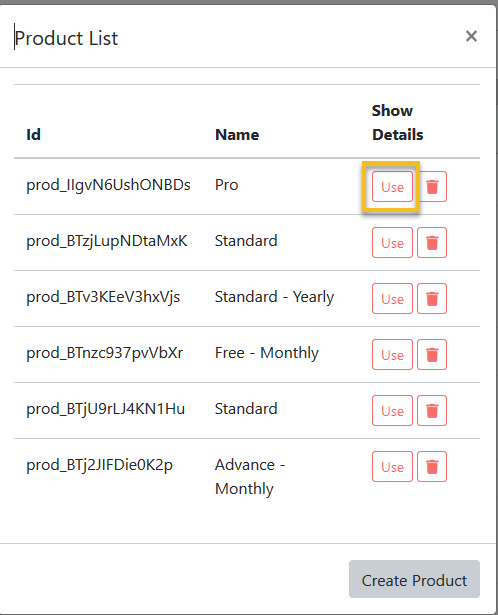 Product List ×
Id Name Show Details
prod_IIgvN6UshONBDs Pro Use
prod_BTzjLupNDtaMxK Standard Use
prod_BTv3KEeV3hxVjs Standard - Yearly Use
prod_BTnzc937pvVbXr Free - Monthly Use
prod_BTjU9rLJ4KN1Hu Standard Use
prod_BTj2JIFDie0K2p Advance - Monthly Use
Create Product